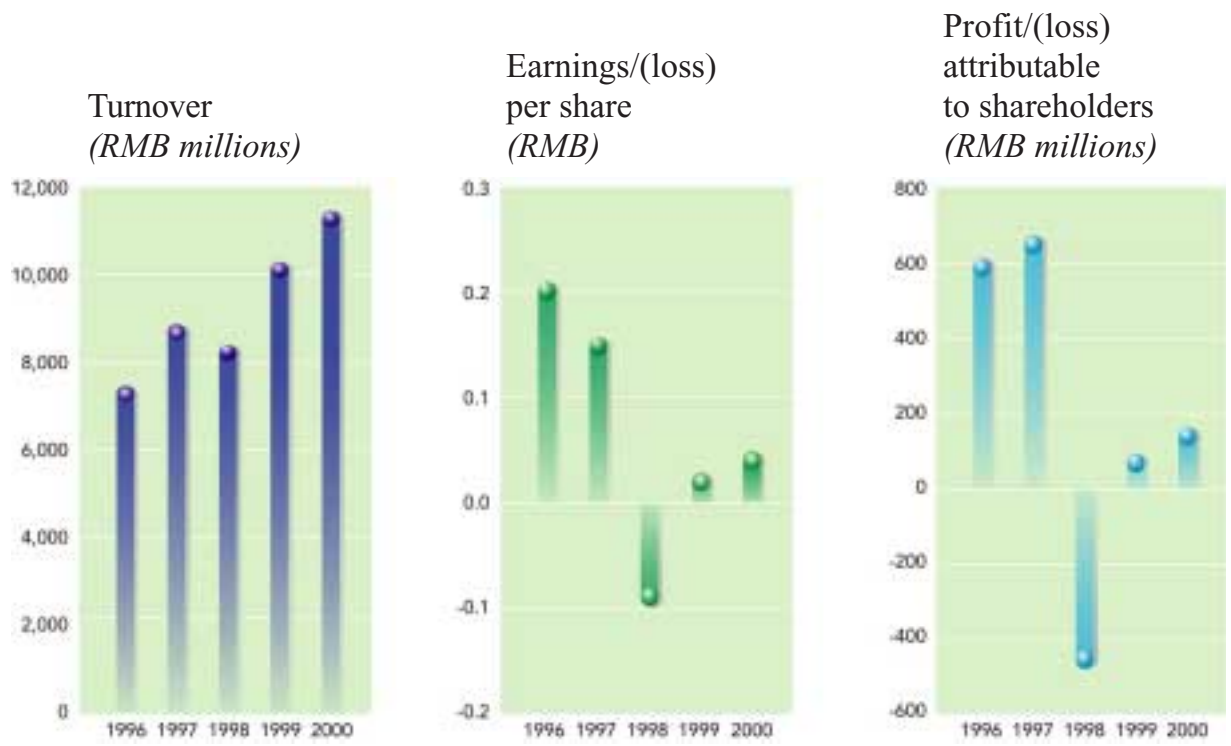 Turnover
(RMB millions)
12,000
10,000
8,000
6,000
4,000
2,000
0
1996 1997 1998 1999 2000
Earnings/(loss)
per share
(RMB)
0.3
0.2
0.1
0.0
-0.1
-0.2
1996 1997 1998 1999 2000
Profit/(loss)
attributable
to shareholders
(RMB millions)
800
600
400
200
0
-200
-400
-600
1996 1997 1998 1999 2000